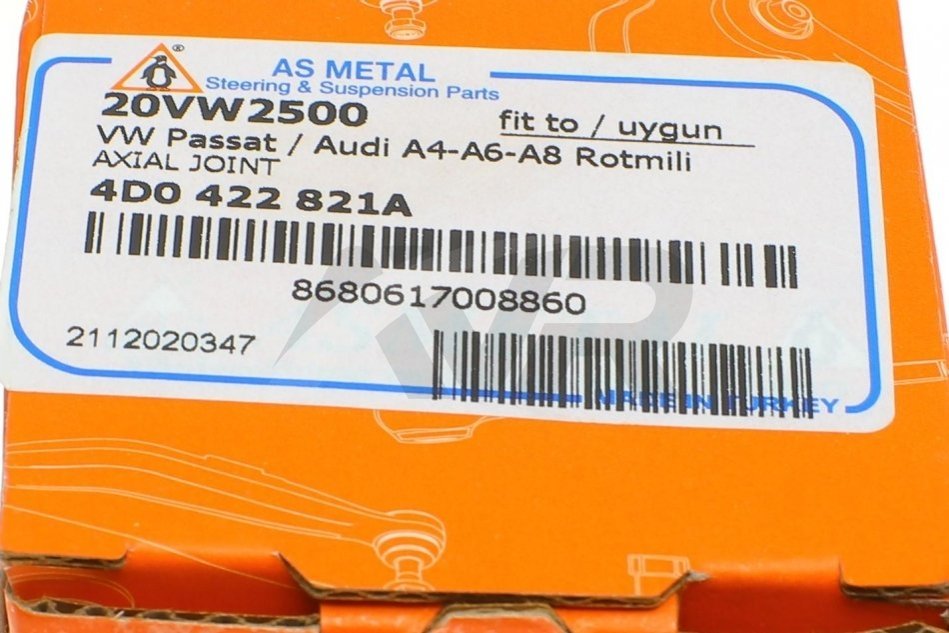 ®
AS METAL
Steering & Suspension Parts
20VW2500
fit to / uygun
VW Passat / Audi A4-A6-A8 Rotmili
AXIAL JOINT
4D0 422 821A
8680617008860
2112020347
MADE IN TURKEY